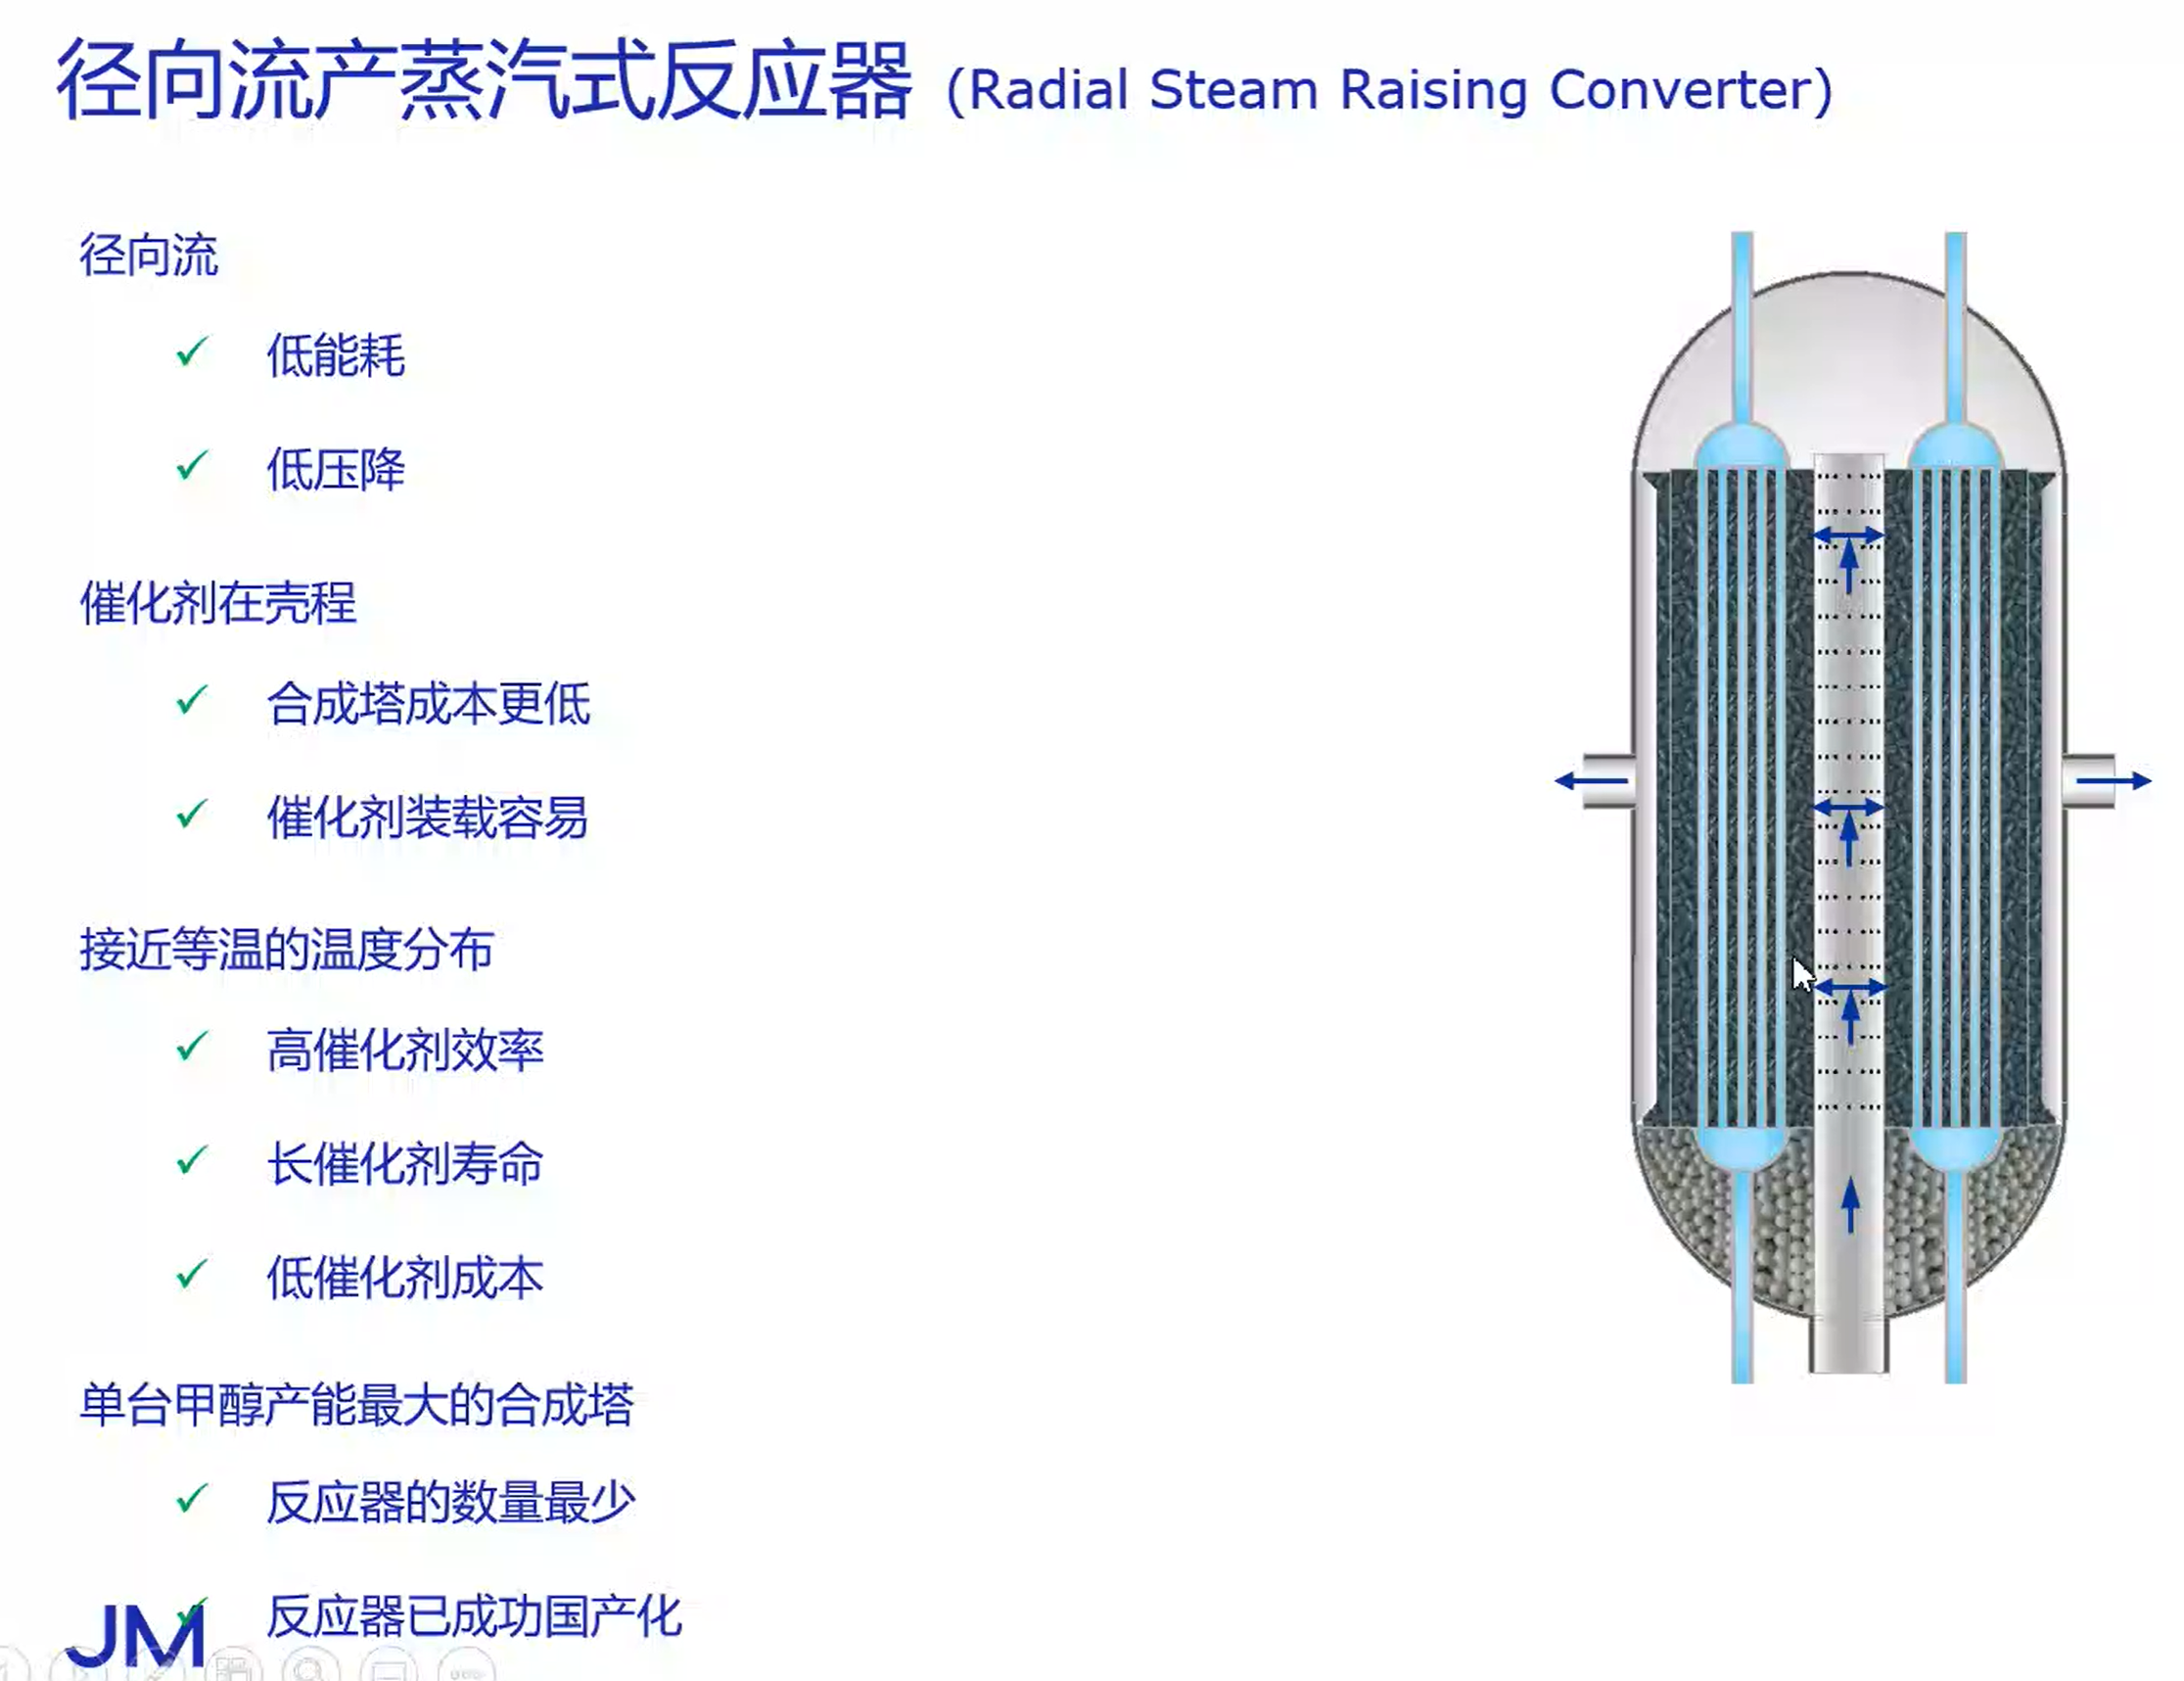 径向流产蒸汽式反应器 (Radial Steam Raising Converter)
径向流
✓ 低能耗
✓ 低压降
催化剂在壳程
✓ 合成塔成本更低
✓ 催化剂装载容易
接近等温的温度分布
✓ 高催化剂效率
✓ 长催化剂寿命
✓ 低催化剂成本
单台甲醇产能最大的合成塔
✓ 反应器的数量最少
✓ 反应器已成功国产化
JM